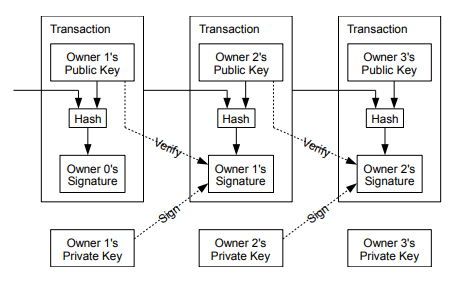 Transaction
Owner 1's
Public Key
Hash
Owner 0's
Signature
Transaction
Owner 2's
Public Key
Hash
Verify
Owner 1's
Signature
Transaction
Owner 3's
Public Key
Hash
Verify
Owner 2's
Signature
Owner 1's
Private Key
Sign
Owner 2's
Private Key
Sign
Owner 3's
Private Key